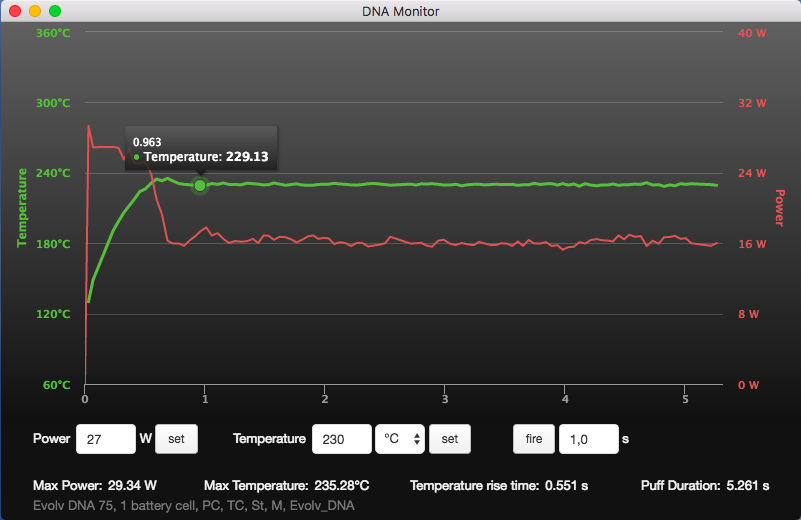 DNA Monitor
360°C
40 W
300°C
32 W
0.963
● Temperature: 229.13
240°C
24 W
Temperature
Power
180°C
16 W
120°C
8 W
60°C
0 W
0 1 2 3 4 5
Power 27 W set Temperature 230 °C set fire 1,0 s
Max Power: 29.34 W Max Temperature: 235.28°C Temperature rise time: 0.551 s Puff Duration: 5.261 s
Evolv DNA 75, 1 battery cell, PC, TC, St, M, Evolv_DNA